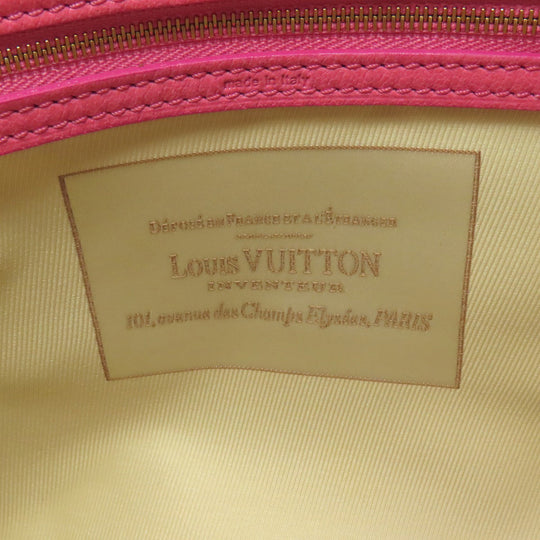 made in Italy
DÉPOSÉ EN FRANCE ET A L'ÉTRANGER
LOUIS VUITTON
INVENTEUR
101, avenue des Champs Elysées, PARIS